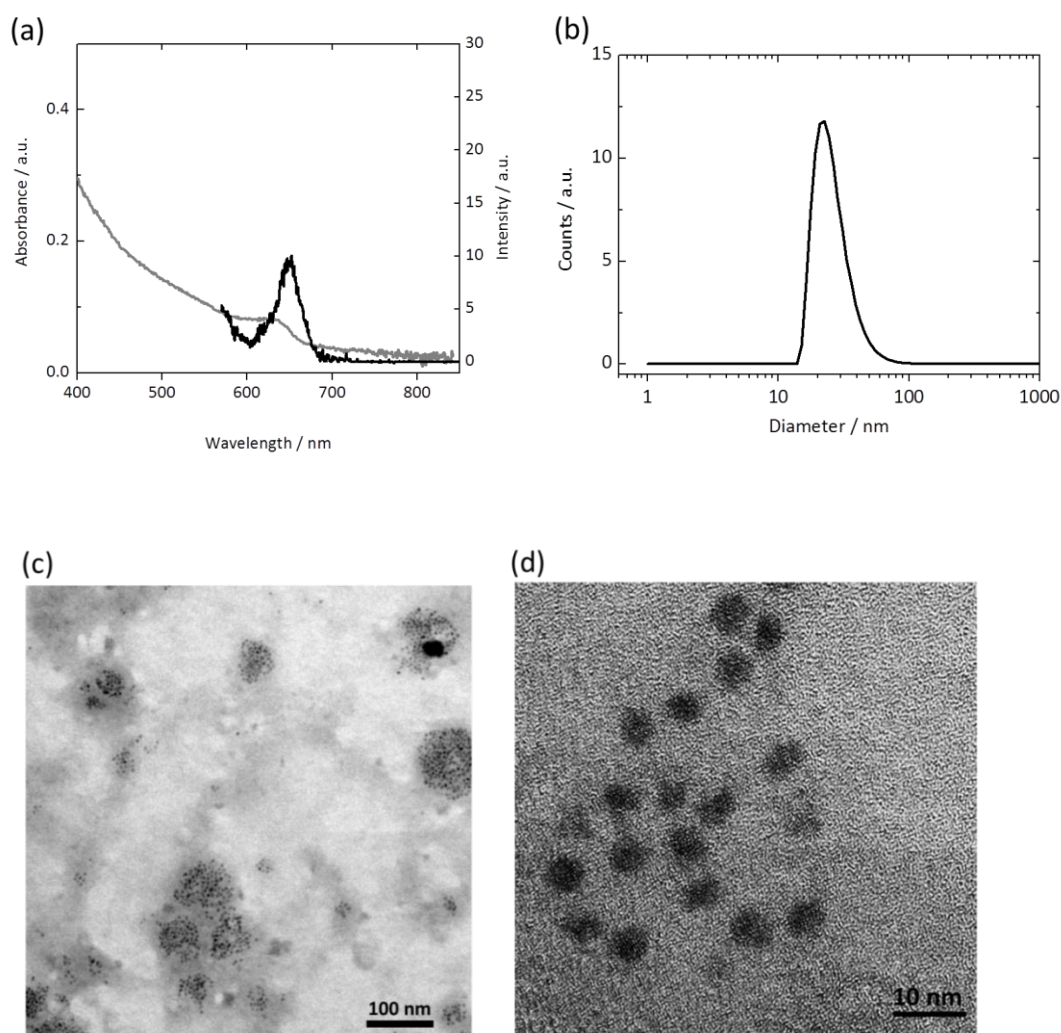 (a)
30
25
20
15
10
5
0
Intensity / a.u.
0.4
0.2
0.0
Absorbance / a.u.
400 500 600 700 800
Wavelength / nm
(b)
15
10
5
0
Counts / a.u.
1 10 100 1000
Diameter / nm
(c)
100 nm
(d)
10 nm